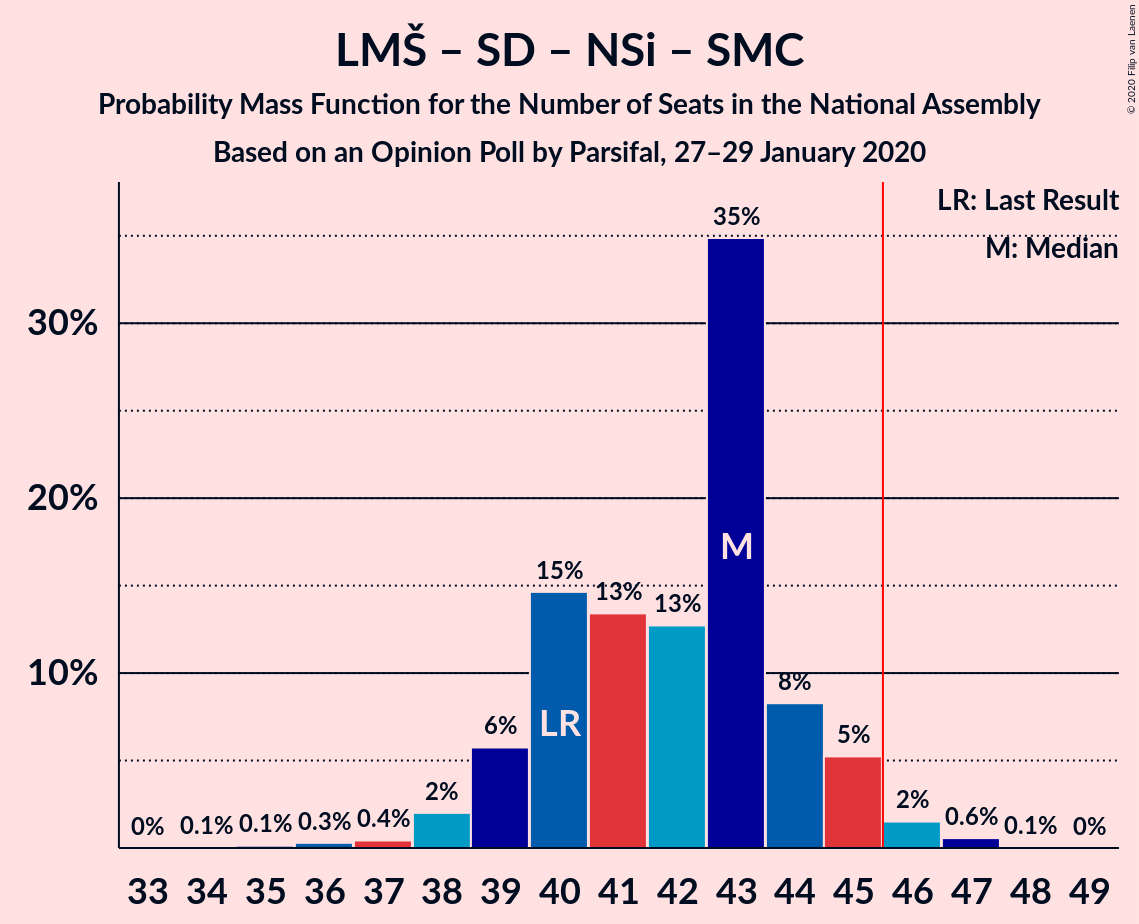 LMŠ – SD – NSi – SMC
Probability Mass Function for the Number of Seats in the National Assembly
Based on an Opinion Poll by Parsifal, 27–29 January 2020
© 2020 Filip van Laenen
LR: Last Result
M: Median
30%
20%
10%
0% 0.1% 0.1% 0.3% 0.4% 2% 6% 15% 13% 13% 35% 8% 5% 2% 0.6% 0.1% 0%
LR
M
33 34 35 36 37 38 39 40 41 42 43 44 45 46 47 48 49